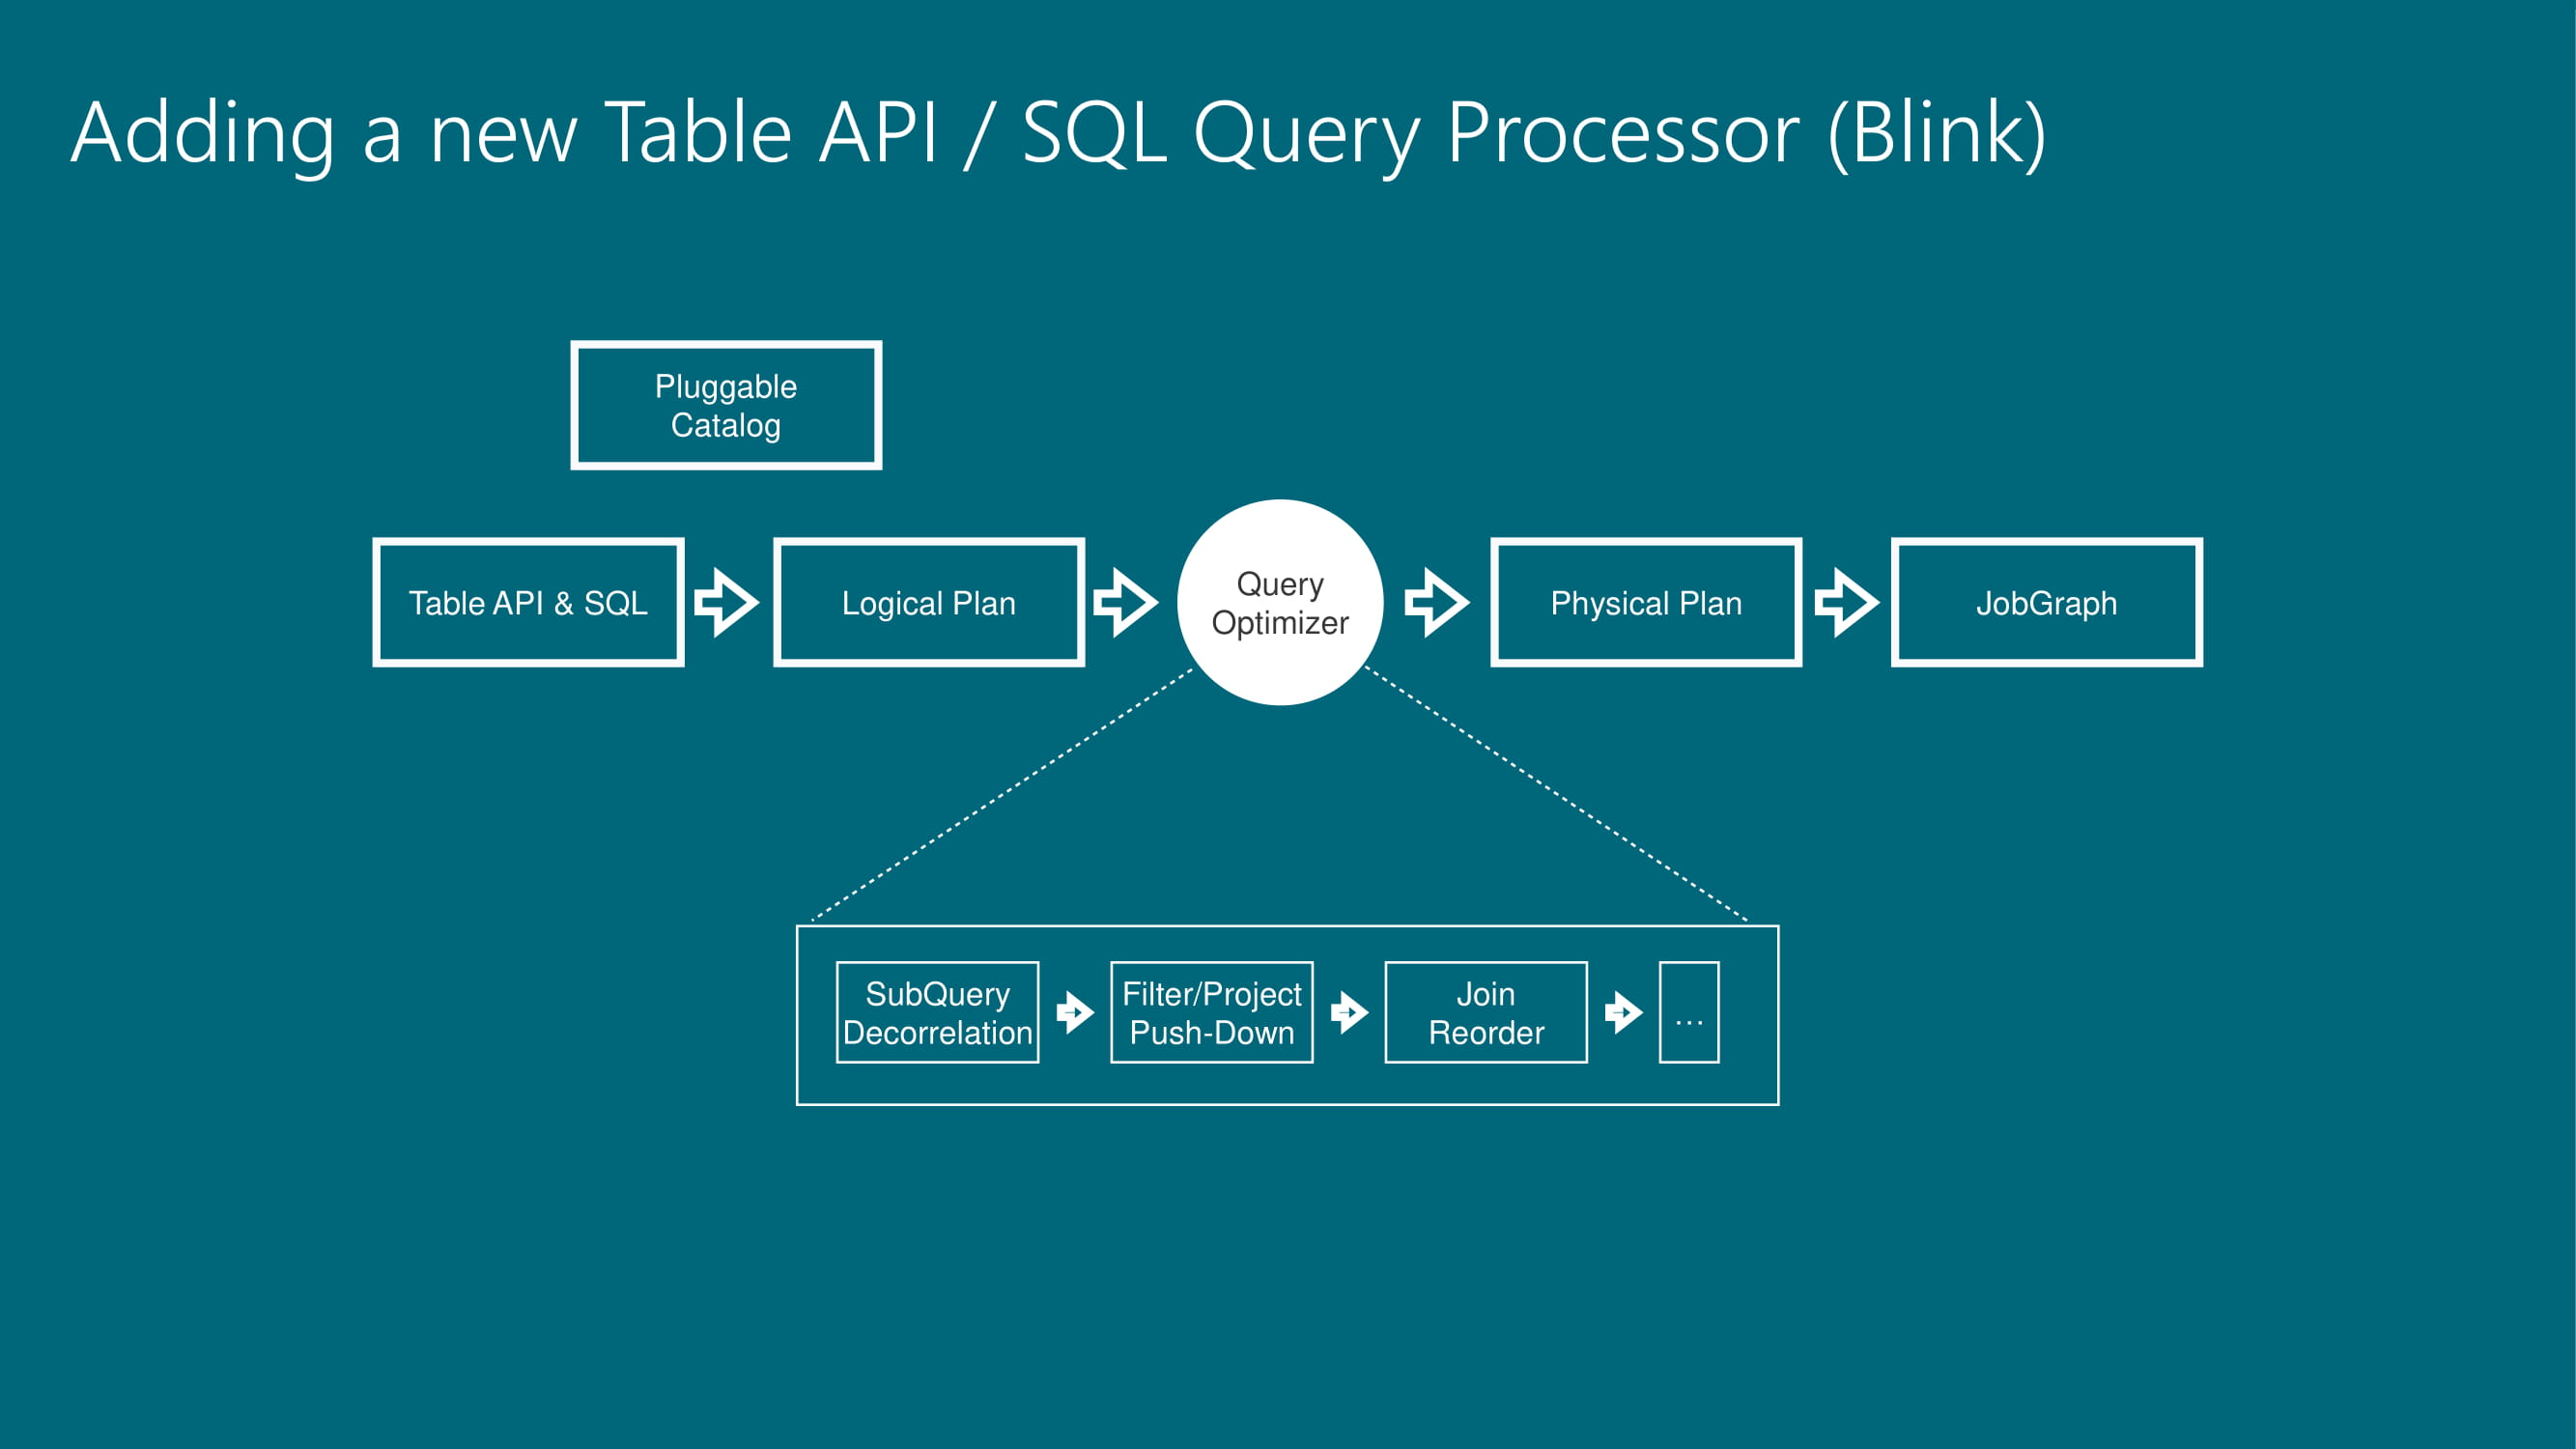 Adding a new Table API / SQL Query Processor (Blink)
Pluggable
Catalog
Table API & SQL
Logical Plan
Query
Optimizer
Physical Plan
JobGraph
SubQuery
Decorrelation
Filter/Project
Push-Down
Join
Reorder
...